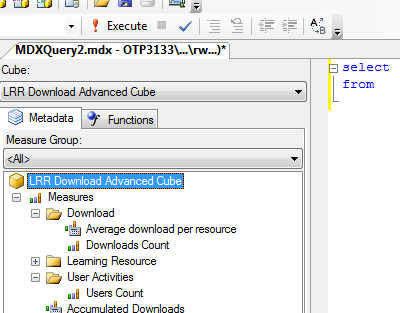 Execute
MDXQuery2.mdx - OTP3133\...\rw...)*
Cube:
LRR Download Advanced Cube
Metadata Functions
Measure Group:
<All>
LRR Download Advanced Cube
Measures
Download
Average download per resource
Downloads Count
Learning Resource
User Activities
Users Count
Accumulated Downloads
select
from